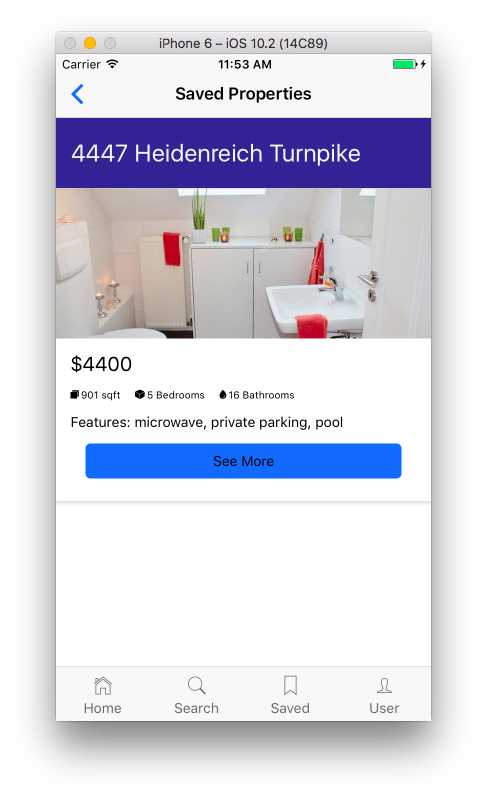 iPhone 6 – iOS 10.2 (14C89)
Carrier 11:53 AM
Saved Properties
4447 Heidenreich Turnpike
$4400
901 sqft 5 Bedrooms 16 Bathrooms
Features: microwave, private parking, pool
See More
Home Search Saved User